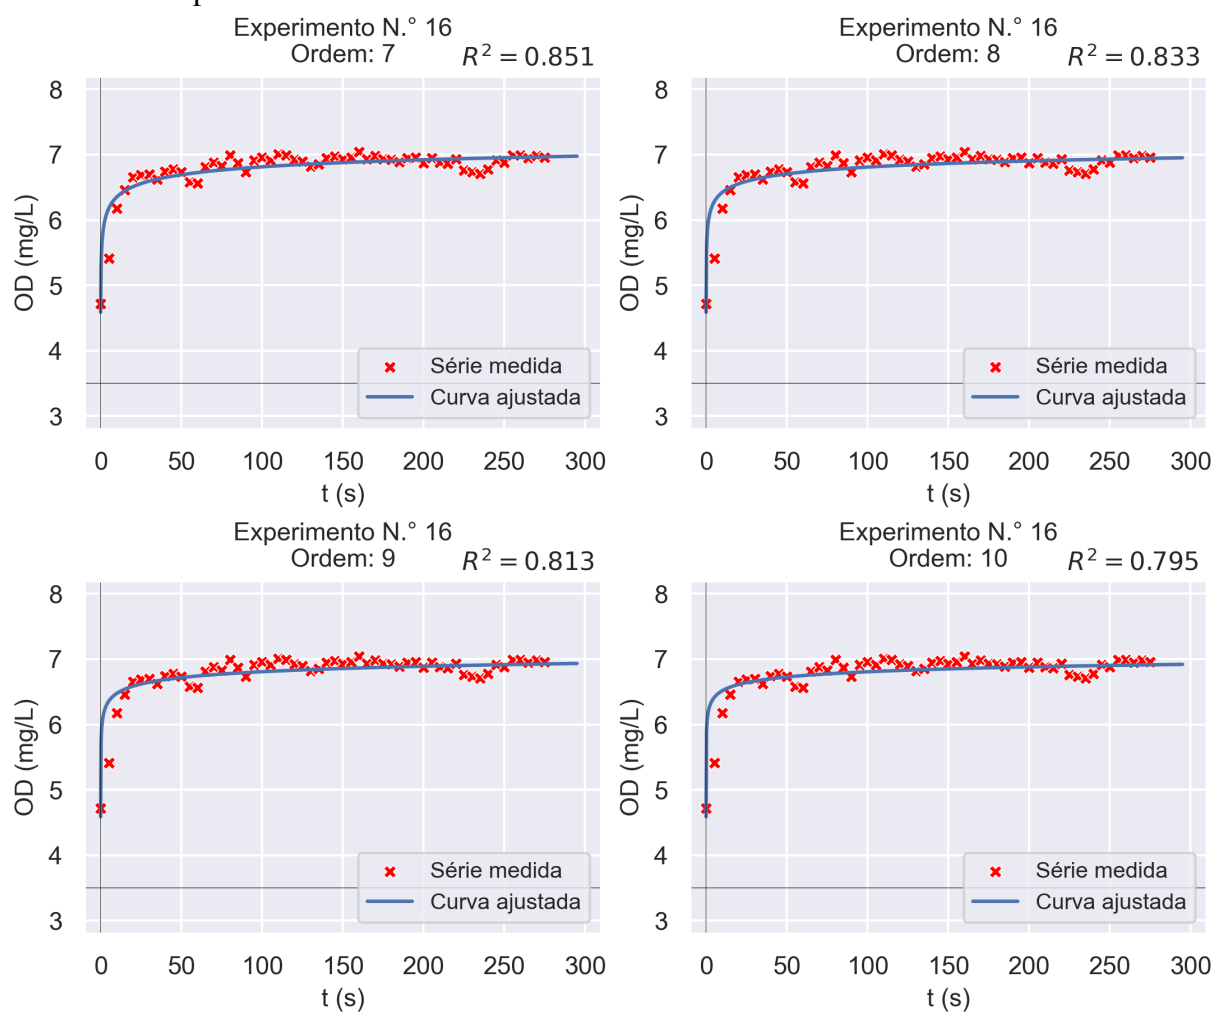 Experimento N.° 16
Ordem: 7 R² = 0.851
8
7
6
5
4
3
OD (mg/L)
Série medida
Curva ajustada
0 50 100 150 200 250 300
t (s)
Experimento N.° 16
Ordem: 8 R² = 0.833
8
7
6
5
4
3
OD (mg/L)
Série medida
Curva ajustada
0 50 100 150 200 250 300
t (s)
Experimento N.° 16
Ordem: 9 R² = 0.813
8
7
6
5
4
3
OD (mg/L)
Série medida
Curva ajustada
0 50 100 150 200 250 300
t (s)
Experimento N.° 16
Ordem: 10 R² = 0.795
8
7
6
5
4
3
OD (mg/L)
Série medida
Curva ajustada
0 50 100 150 200 250 300
t (s)